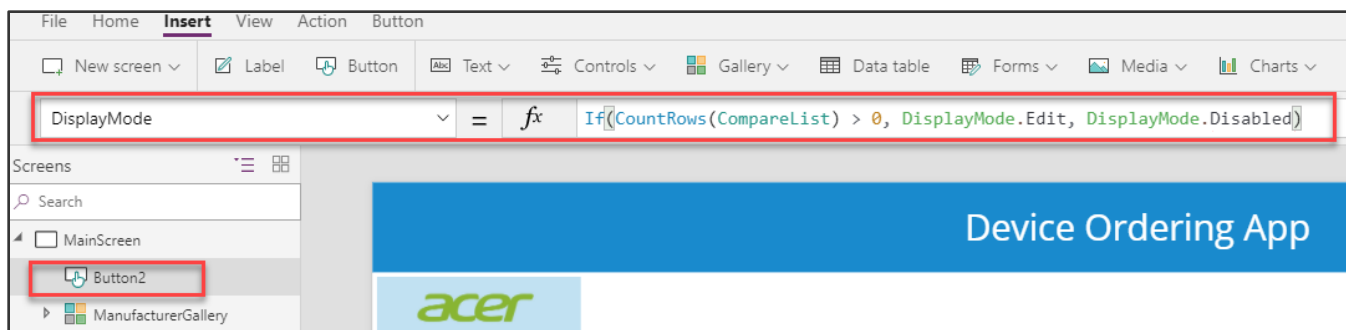 File Home Insert View Action Button
New screen Label Button Abc Text Controls Gallery Data table Forms Media Charts
DisplayMode = fx If(CountRows(CompareList) > 0, DisplayMode.Edit, DisplayMode.Disabled)
Screens
Search
Device Ordering App
MainScreen
Button2
acer
ManufacturerGallery